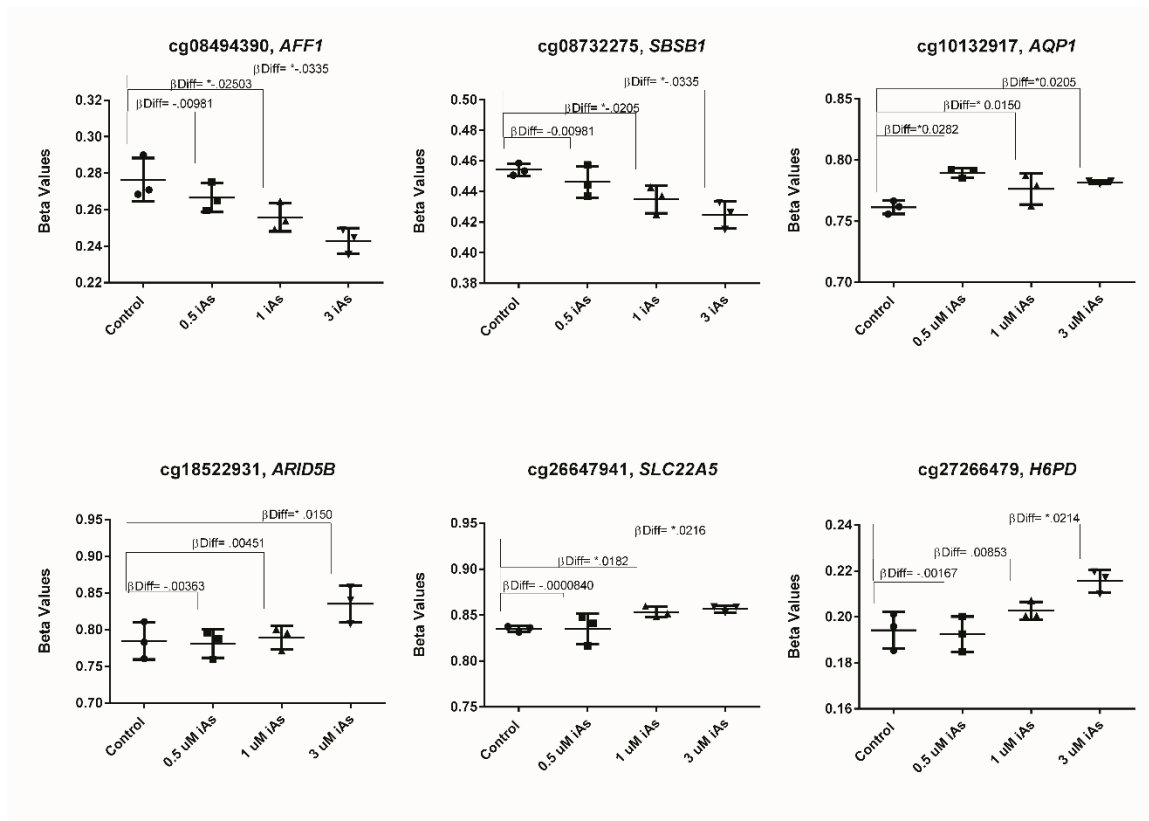 cg08494390, AFF1
βDiff= *-.0335
βDiff= *-.02503
βDiff= -.00981
0.32
0.30
0.28
0.26
0.24
0.22
Beta Values
Control
0.5 iAs
1 iAs
3 iAs
cg08732275, SBSB1
βDiff= *-.0335
βDiff= *-.0205
βDiff= -0.00981
0.50
0.48
0.46
0.44
0.42
0.40
0.38
Beta Values
Control
0.5 iAs
1 iAs
3 iAs
cg10132917, AQP1
βDiff=*0.0205
βDiff=* 0.0150
βDiff=*0.0282
0.85
0.80
0.75
0.70
Beta Values
Control
0.5 uM iAs
1 uM iAs
3 uM iAs
cg18522931, ARID5B
βDiff=* .0150
βDiff= .00451
βDiff= -.00363
0.95
0.90
0.85
0.80
0.75
0.70
Beta Values
Control
0.5 uM iAs
1 uM iAs
3 uM iAs
cg26647941, SLC22A5
βDiff= *.0216
βDiff= *.0182
βDiff= -.0000840
0.95
0.90
0.85
0.80
0.75
Beta Values
Control
0.5 uM iAs
1 uM iAs
3 uM iAs
cg27266479, H6PD
βDiff= *.0214
βDiff= .00853
βDiff= -.00167
0.24
0.22
0.20
0.18
0.16
Beta Values
Control
0.5 uM iAs
1 uM iAs
3 uM iAs